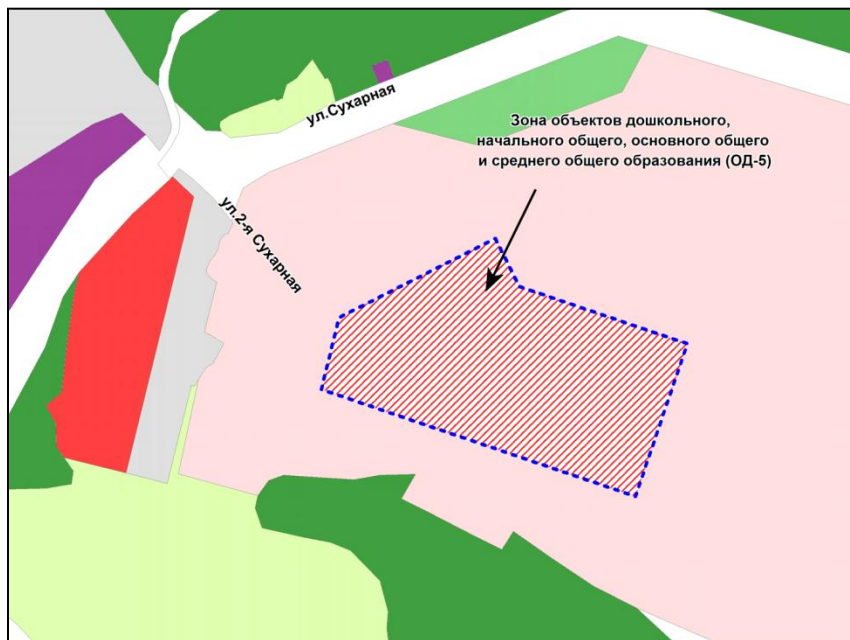 ул.Сухарная
Зона объектов дошкольного,
начального общего, основного общего
и среднего общего образования (ОД-5)
ул.2-я Сухарная